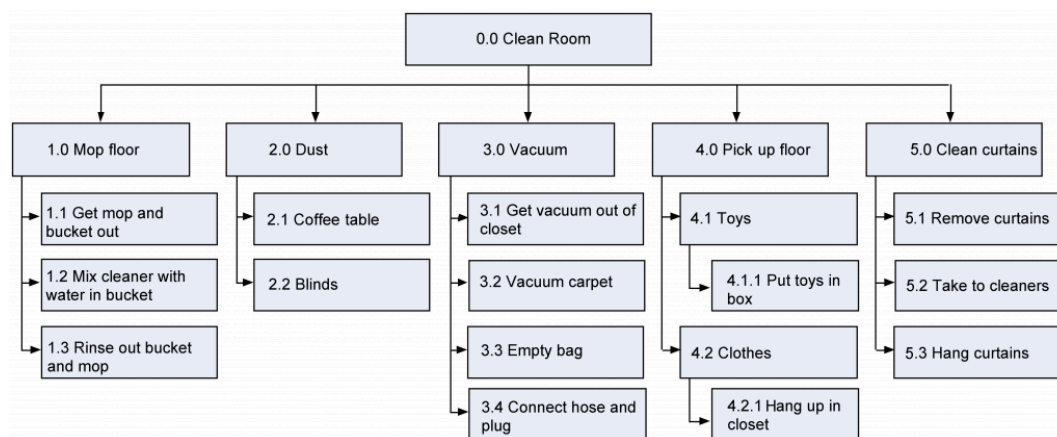 0.0 Clean Room
1.0 Mop floor
1.1 Get mop and
bucket out
1.2 Mix cleaner with
water in bucket
1.3 Rinse out bucket
and mop
2.0 Dust
2.1 Coffee table
2.2 Blinds
3.0 Vacuum
3.1 Get vacuum out of
closet
3.2 Vacuum carpet
3.3 Empty bag
3.4 Connect hose and
plug
4.0 Pick up floor
4.1 Toys
4.1.1 Put toys in
box
4.2 Clothes
4.2.1 Hang up in
closet
5.0 Clean curtains
5.1 Remove curtains
5.2 Take to cleaners
5.3 Hang curtains